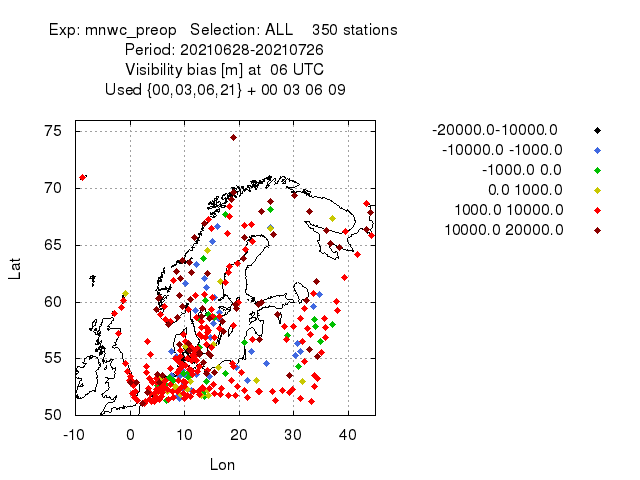 Exp: mnwc_preop   Selection: ALL    350 stations
Period: 20210628-20210726
Visibility bias [m] at  06 UTC
Used {00,03,06,21} + 00 03 06 09
-20000.0-10000.0
-10000.0 -1000.0
-1000.0 0.0
0.0 1000.0
1000.0 10000.0
10000.0 20000.0
75
70
65
60
55
50
Lat
-10 0 10 20 30 40
Lon